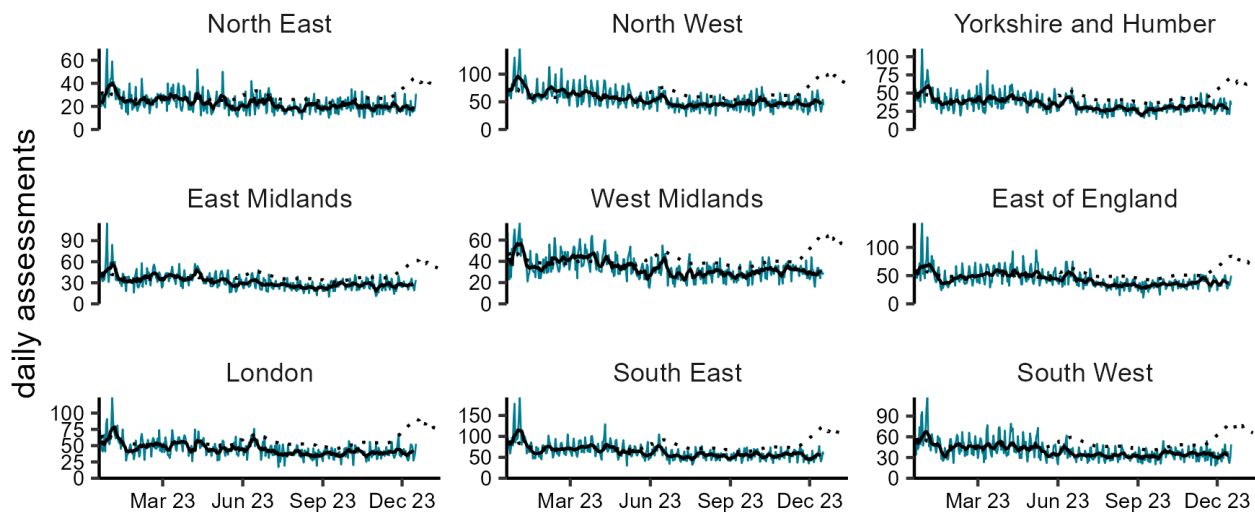 North East
North West
Yorkshire and Humber
60
40
20
0
100
50
0
100
75
50
25
0
East Midlands
West Midlands
East of England
90
60
30
0
60
40
20
0
100
50
0
London
South East
South West
100
75
50
25
0
150
100
50
0
90
60
30
0
Mar 23 Jun 23 Sep 23 Dec 23
Mar 23 Jun 23 Sep 23 Dec 23
Mar 23 Jun 23 Sep 23 Dec 23
daily assessments